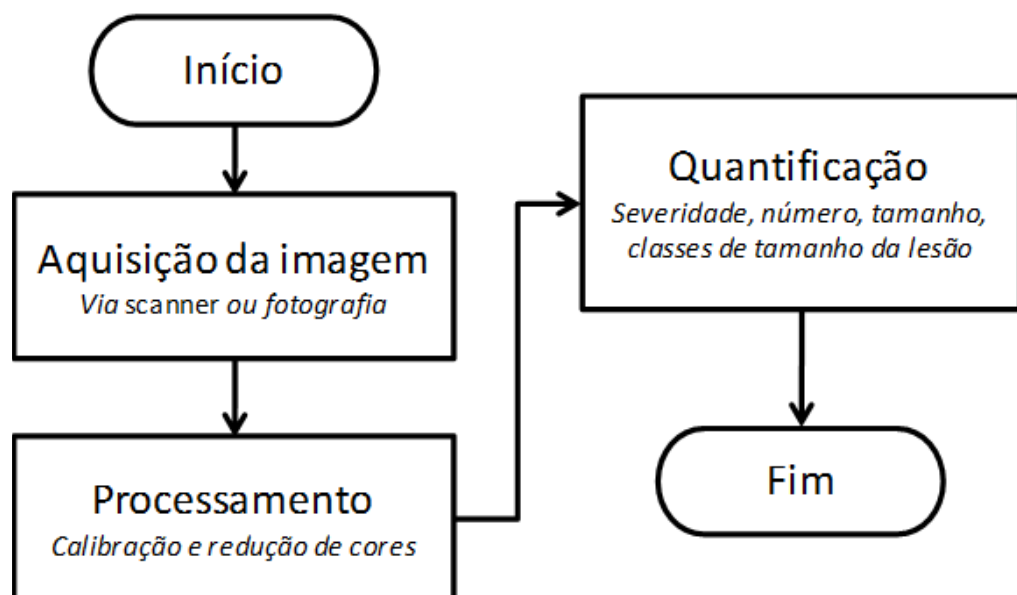 Início
Aquisição da imagem
Via scanner ou fotografia
Processamento
Calibração e redução de cores
Quantificação
Severidade, número, tamanho,
classes de tamanho da lesão
Fim